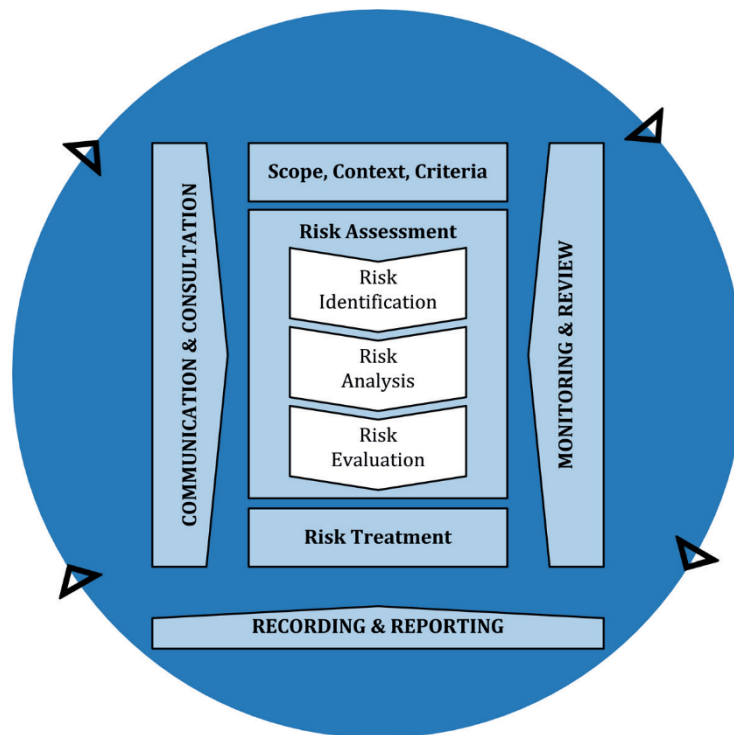 Scope, Context, Criteria
Risk Assessment
Risk
Identification
Risk
Analysis
Risk
Evaluation
Risk Treatment
COMMUNICATION & CONSULTATION
MONITORING & REVIEW
RECORDING & REPORTING